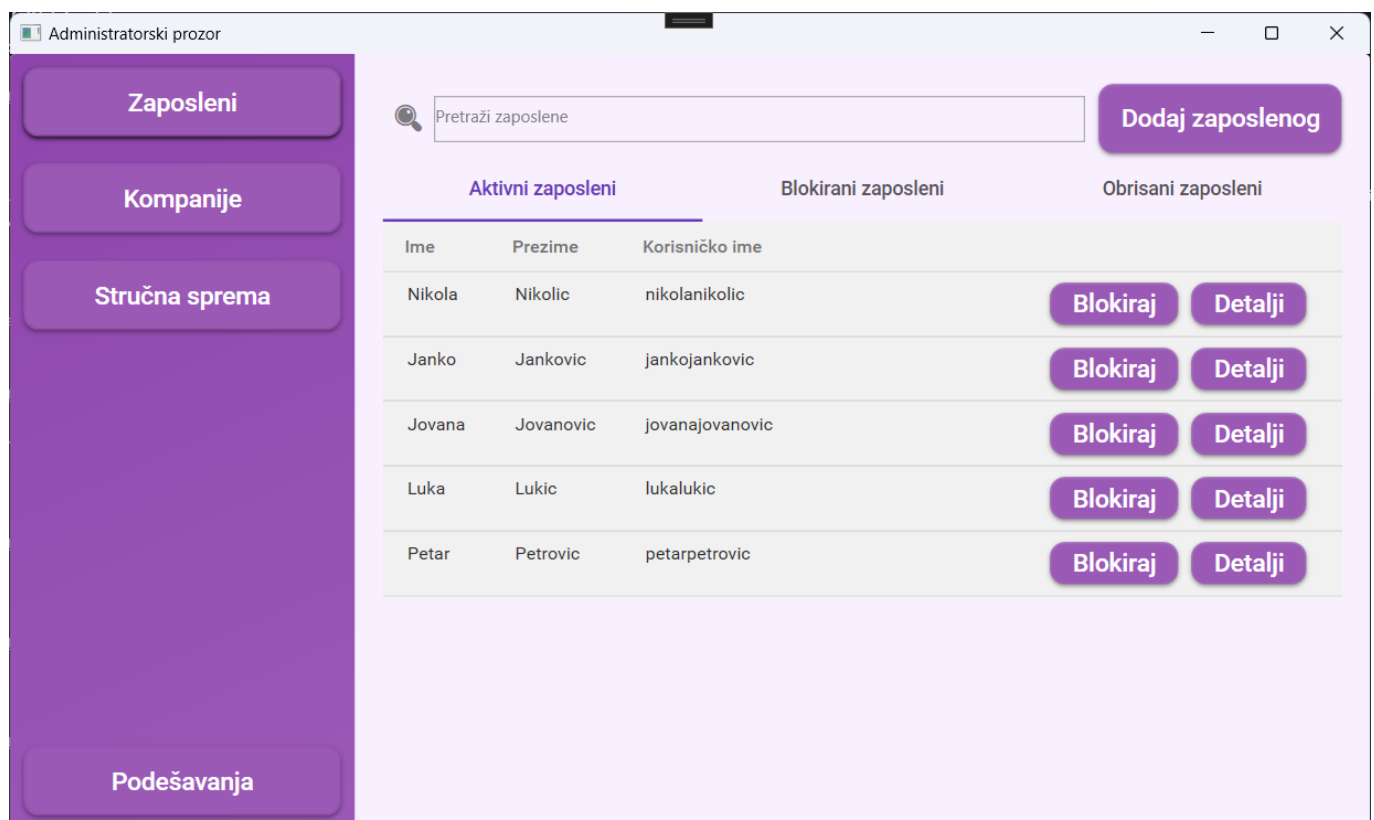 Administratorski prozor
Zaposleni
Kompanije
Stručna sprema
Podešavanja
Pretraži zaposlene
Dodaj zaposlenog
Aktivni zaposleni Blokirani zaposleni Obrisani zaposleni
Ime Prezime Korisničko ime
Nikola Nikolic nikolanikolic Blokiraj Detalji
Janko Jankovic jankojankovic Blokiraj Detalji
Jovana Jovanovic jovanajovanovic Blokiraj Detalji
Luka Lukic lukalukic Blokiraj Detalji
Petar Petrovic petarpetrovic Blokiraj Detalji